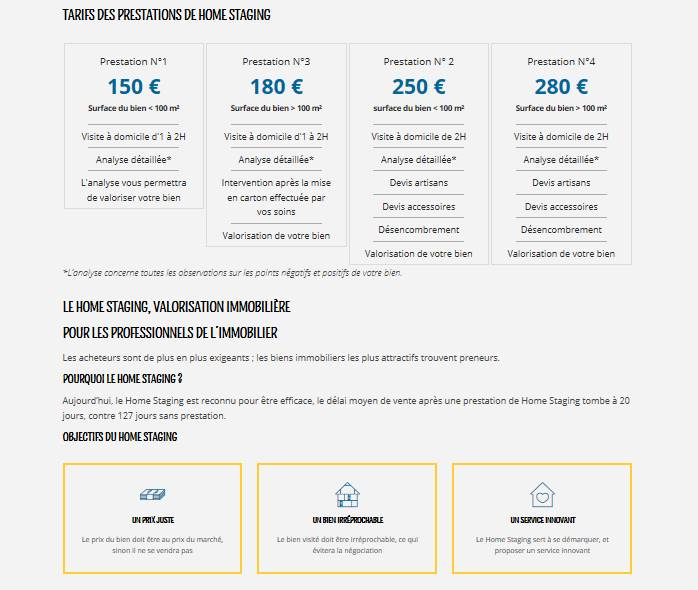 TARIFS DES PRESTATIONS DE HOME STAGING
Prestation N°1
150 €
Surface du bien < 100 m²
Visite à domicile d'1 à 2H
Analyse détaillée*
L'analyse vous permettra
de valoriser votre bien
Prestation N°3
180 €
Surface du bien > 100 m²
Visite à domicile d'1 à 2H
Analyse détaillée*
Intervention après la mise
en carton effectuée par
vos soins
Valorisation de votre bien
Prestation N° 2
250 €
surface du bien < 100 m²
Visite à domicile de 2H
Analyse détaillée*
Devis artisans
Devis accessoires
Désencombrement
Valorisation de votre bien
Prestation N°4
280 €
Surface du bien > 100 m²
Visite à domicile de 2H
Analyse détaillée*
Devis artisans
Devis accessoires
Désencombrement
Valorisation de votre bien
*L'analyse concerne toutes les observations sur les points négatifs et positifs de votre bien.
LE HOME STAGING, VALORISATION IMMOBILIÈRE
POUR LES PROFESSIONNELS DE L'IMMOBILIER
Les acheteurs sont de plus en plus exigeants ; les biens immobiliers les plus attractifs trouvent preneurs.
POURQUOI LE HOME STAGING ?
Aujourd'hui, le Home Staging est reconnu pour être efficace, le délai moyen de vente après une prestation de Home Staging tombe à 20
jours, contre 127 jours sans prestation.
OBJECTIFS DU HOME STAGING
UN PRIX JUSTE
Le prix du bien doit être au prix du marché,
sinon il ne se vendra pas
UN BIEN IRRÉPROCHABLE
Le bien visité doit être irréprochable, ce qui
évitera la négociation
UN SERVICE INNOVANT
Le Home Staging sert à se démarquer, et
proposer un service innovant